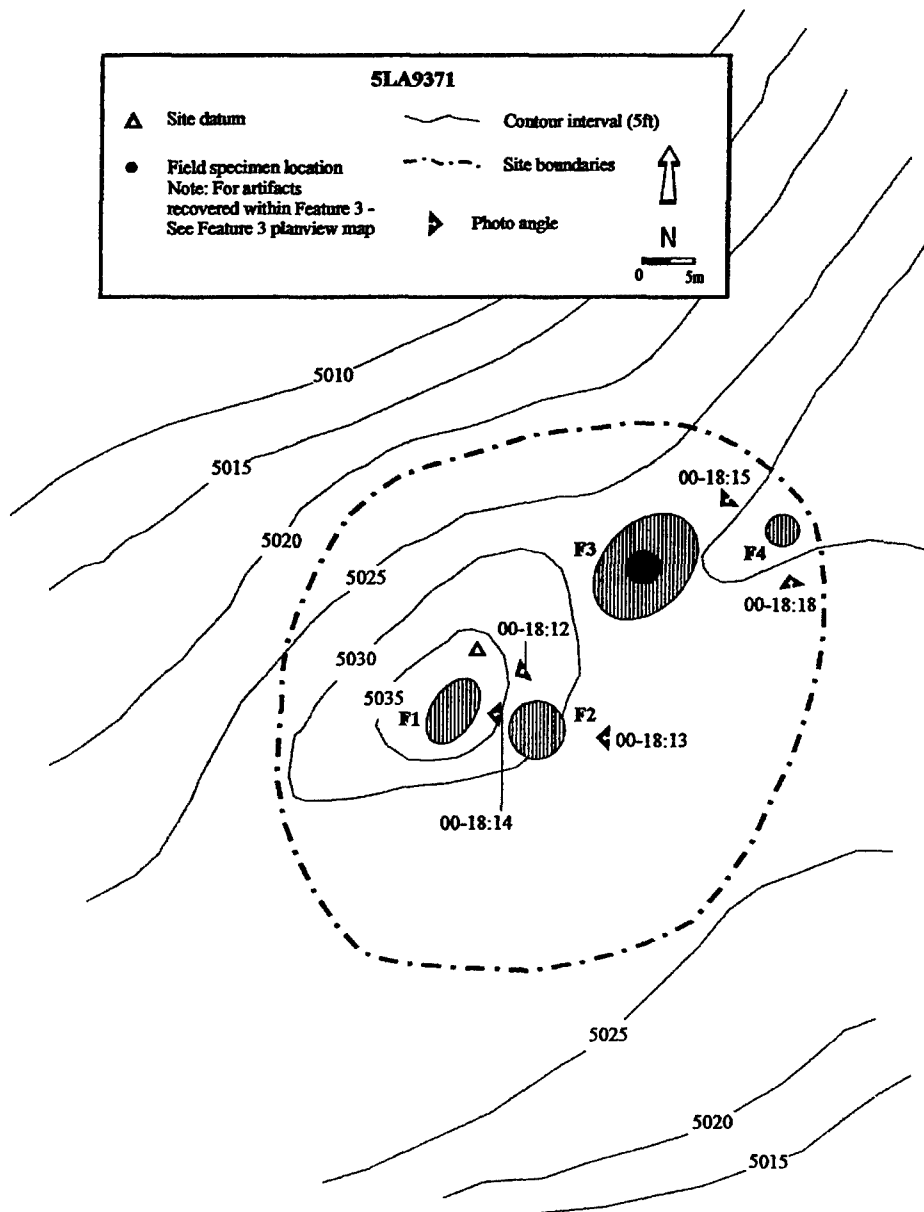 5LA9371
Site datum
Contour interval (5ft)
Field specimen location
Note: For artifacts
recovered within Feature 3 -
See Feature 3 planview map
Site boundaries
Photo angle
N
0 5m
5010
5015
5020
5025
5030
5035
00-18:15
F3
F4
00-18:18
00-18:12
F1
F2
00-18:13
00-18:14
5025
5020
5015